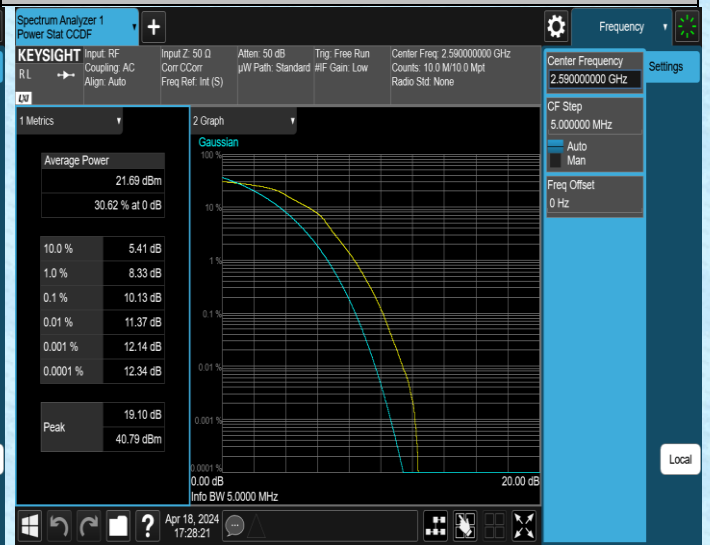 Spectrum Analyzer 1
Power Stat CCDF
+
Frequency
KEYSIGHT
RL
LXI
Input: RF
Coupling: AC
Align: Auto
Input Z: 50 Ω
Corr CCorr
Freq Ref: Int (S)
Atten: 50 dB
µW Path: Standard
Trig: Free Run
#IF Gain: Low
Center Freq: 2.590000000 GHz
Counts: 10.0 M/10.0 Mpt
Radio Std: None
Center Frequency
2.590000000 GHz
Settings
CF Step
5.000000 MHz
Auto
Man
Freq Offset
0 Hz
1 Metrics
Average Power
21.69 dBm
30.62 % at 0 dB
10.0 % 5.41 dB
1.0 % 8.33 dB
0.1 % 10.13 dB
0.01 % 11.37 dB
0.001 % 12.14 dB
0.0001 % 12.34 dB
Peak
19.10 dB
40.79 dBm
2 Graph
Gaussian
100 %
10 %
1 %
0.1 %
0.01 %
0.001 %
0.0001 %
0.00 dB 20.00 dB
Info BW 5.0000 MHz
Local
?
Apr 18, 2024
17:28:21